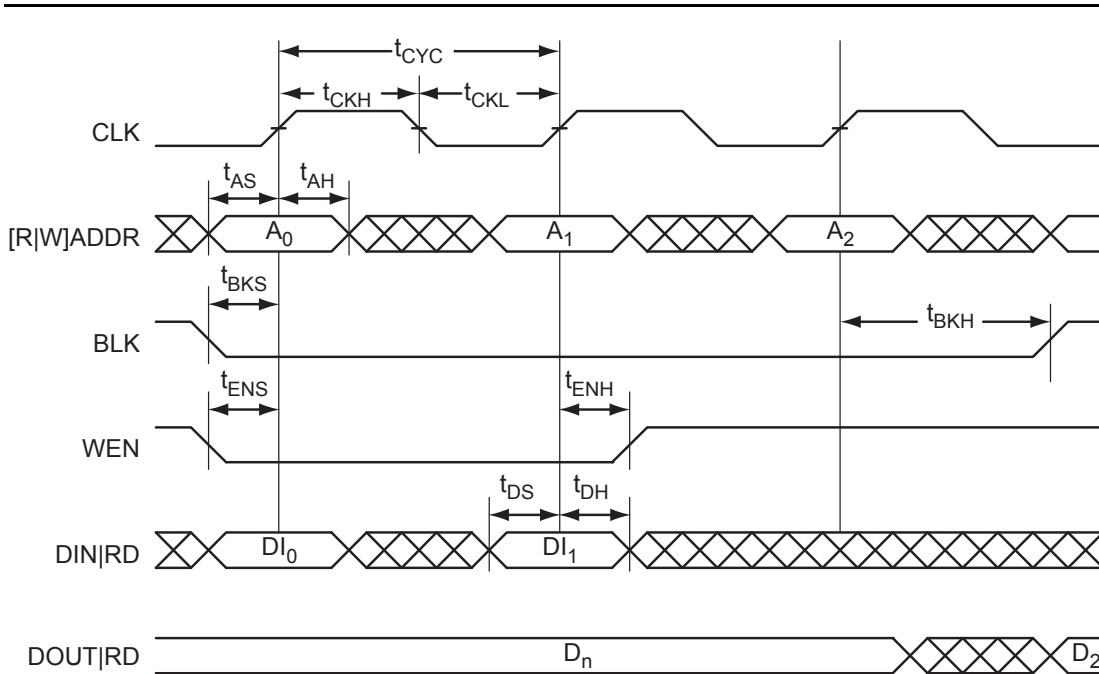 tCYC
tCKH tCKL
CLK
tAS tAH
[R|W]ADDR A0 A1 A2
tBKS tBKH
BLK
tENS tENH
WEN
tDS tDH
DIN|RD DI0 DI1
DOUT|RD Dn D2